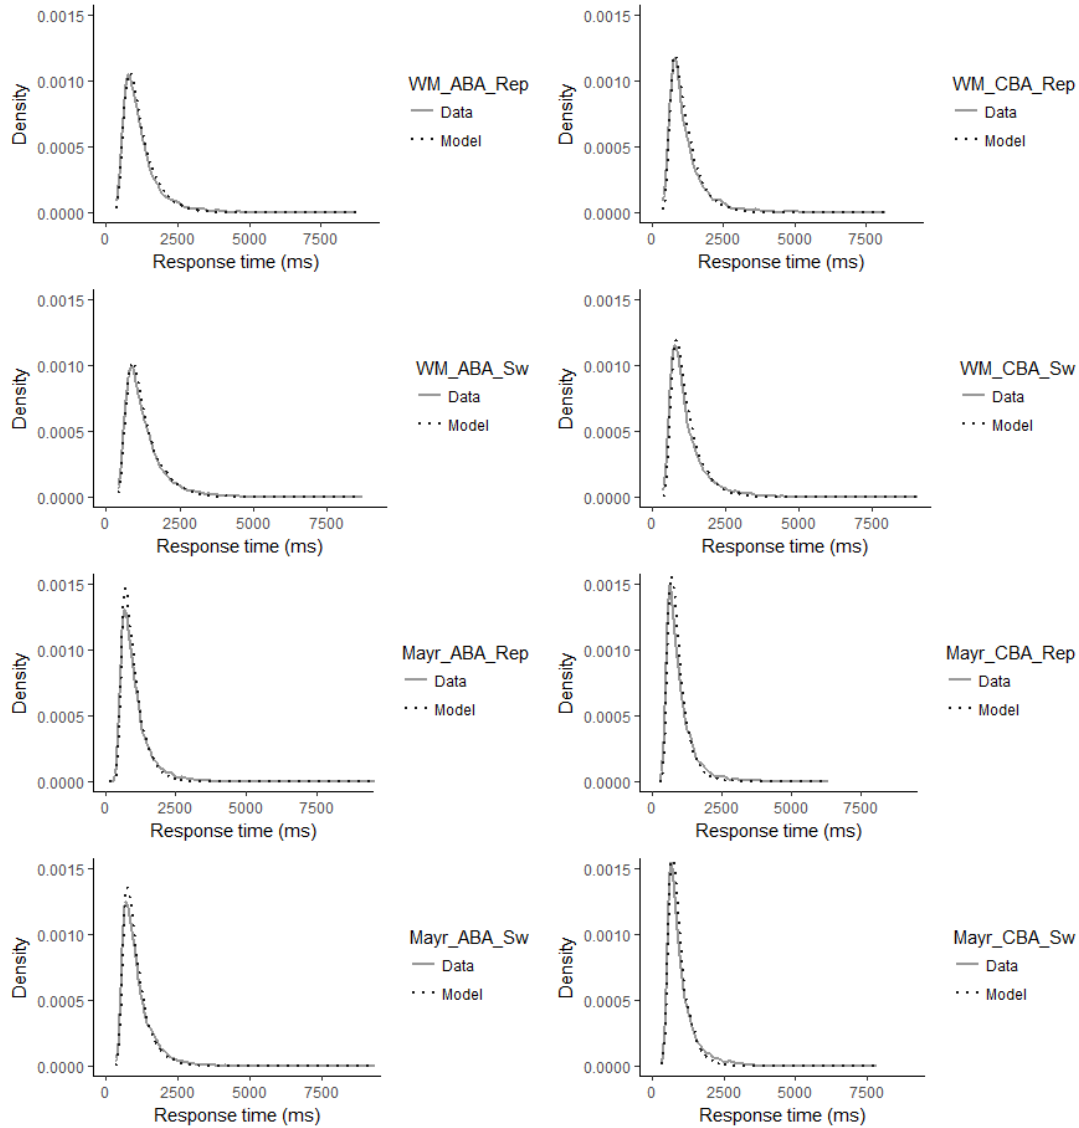 0.0015
0.0010
0.0005
0.0000
Density
0 2500 5000 7500
Response time (ms)
WM_ABA_Rep
Data
Model
0.0015
0.0010
0.0005
0.0000
Density
0 2500 5000 7500
Response time (ms)
WM_CBA_Rep
Data
Model
0.0015
0.0010
0.0005
0.0000
Density
0 2500 5000 7500
Response time (ms)
WM_ABA_Sw
Data
Model
0.0015
0.0010
0.0005
0.0000
Density
0 2500 5000 7500
Response time (ms)
WM_CBA_Sw
Data
Model
0.0015
0.0010
0.0005
0.0000
Density
0 2500 5000 7500
Response time (ms)
Mayr_ABA_Rep
Data
Model
0.0015
0.0010
0.0005
0.0000
Density
0 2500 5000 7500
Response time (ms)
Mayr_CBA_Rep
Data
Model
0.0015
0.0010
0.0005
0.0000
Density
0 2500 5000 7500
Response time (ms)
Mayr_ABA_Sw
Data
Model
0.0015
0.0010
0.0005
0.0000
Density
0 2500 5000 7500
Response time (ms)
Mayr_CBA_Sw
Data
Model